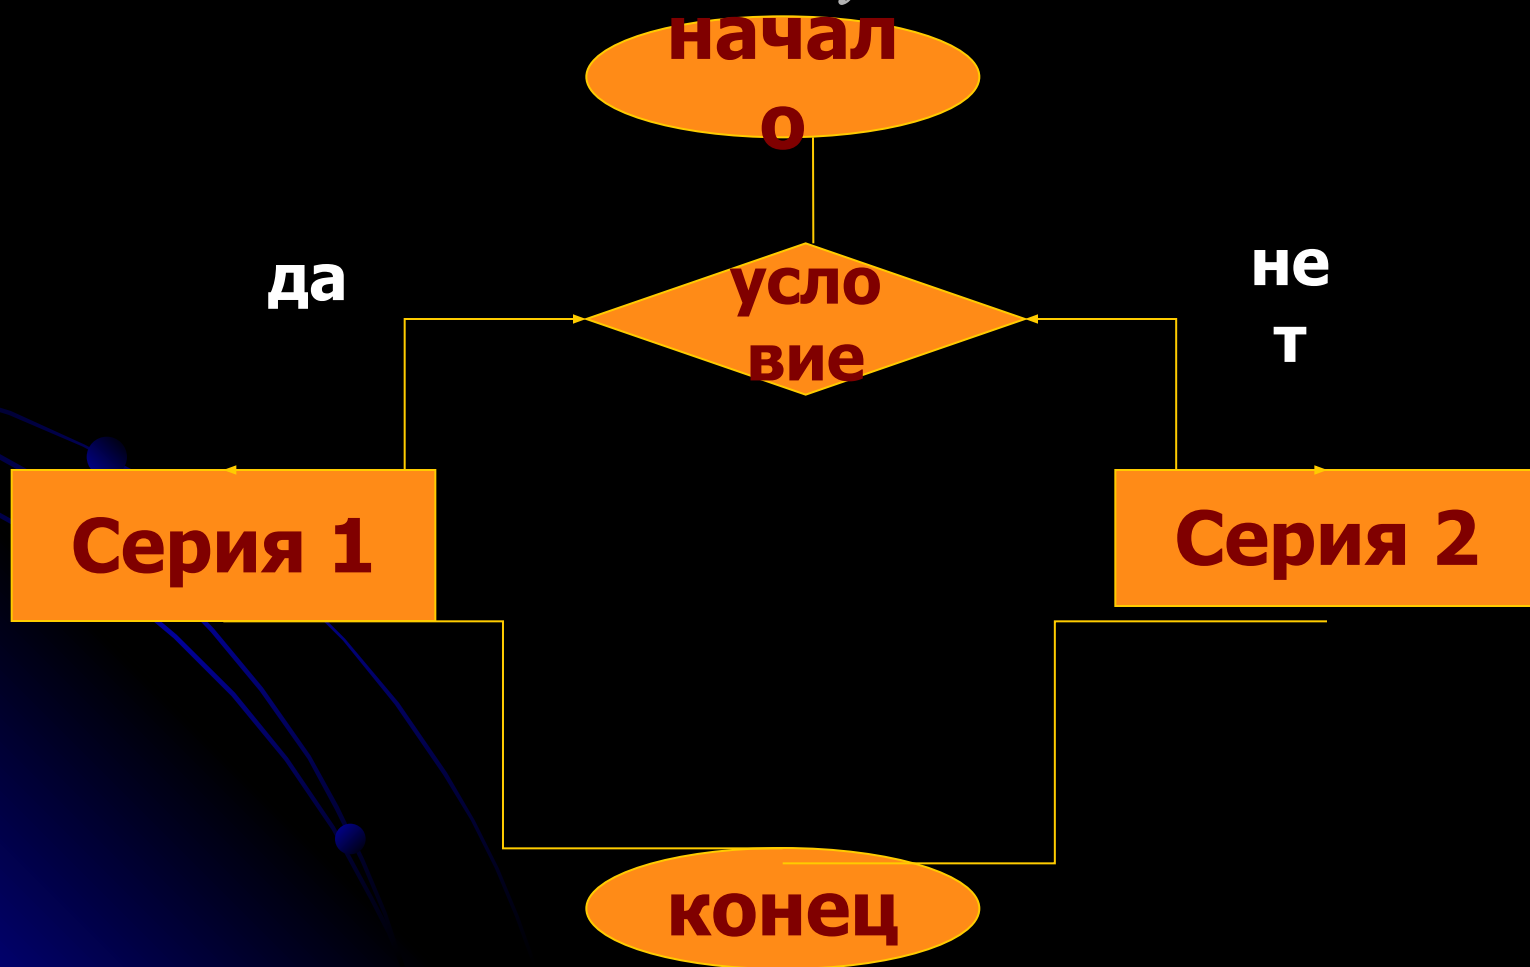 начал
о
да
не
т
усло
вие
Серия 1
Серия 2
конец